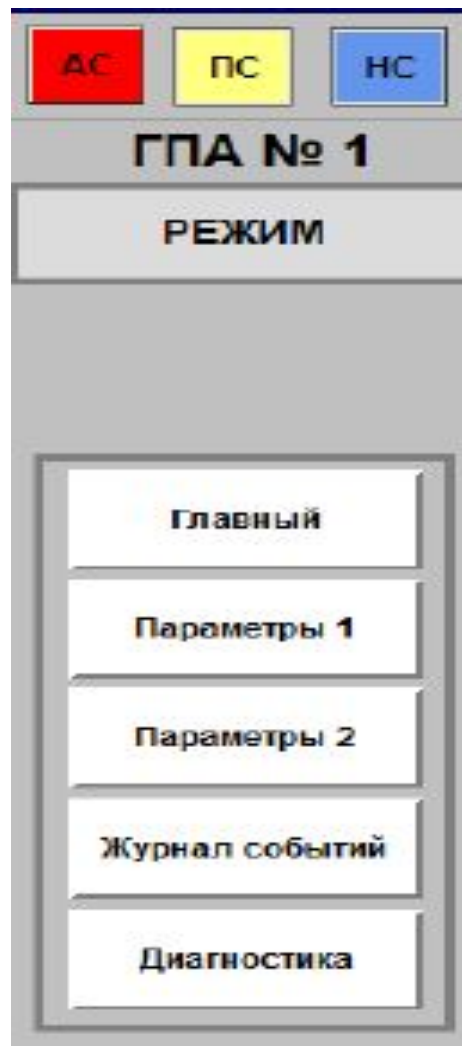 АС ПС НС
ГПА № 1
РЕЖИМ
Главный
Параметры 1
Параметры 2
Журнал событий
Диагностика